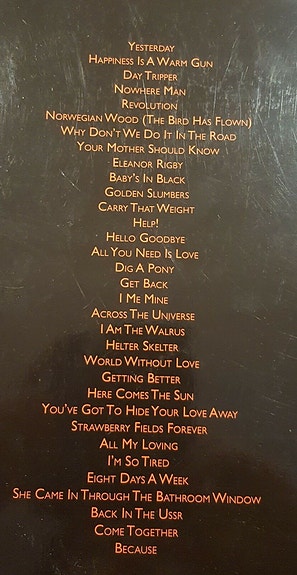 Yesterday
Happiness Is A Warm Gun
Day Tripper
Nowhere Man
Revolution
Norwegian Wood (The Bird Has Flown)
Why Don't We Do It In The Road
Your Mother Should Know
Eleanor Rigby
Baby's In Black
Golden Slumbers
Carry That Weight
Help!
Hello Goodbye
All You Need Is Love
Dig A Pony
Get Back
I Me Mine
Across The Universe
I Am The Walrus
Helter Skelter
World Without Love
Getting Better
Here Comes The Sun
You've Got To Hide Your Love Away
Strawberry Fields Forever
All My Loving
I'm So Tired
Eight Days A Week
She Came In Through The Bathroom Window
Back In The Ussr
Come Together
Because